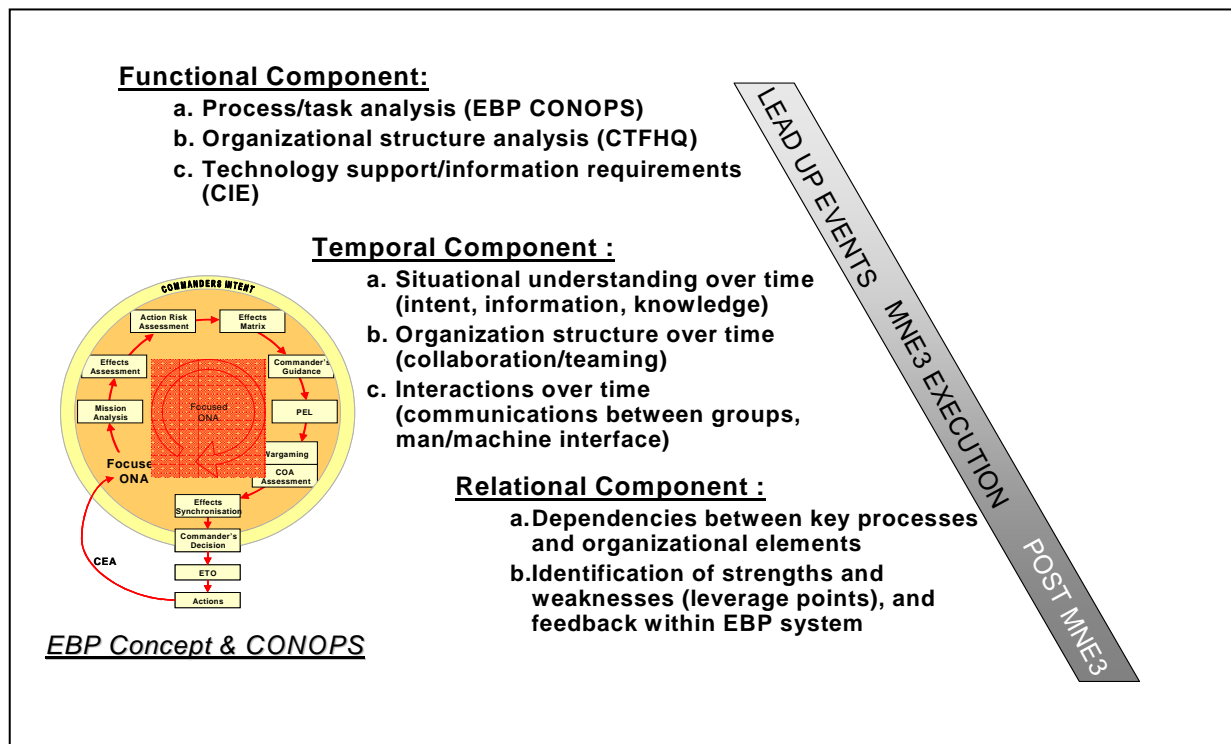 Functional Component:
a. Process/task analysis (EBP CONOPS)
b. Organizational structure analysis (CTFHQ)
c. Technology support/information requirements
(CIE)
Temporal Component :
a. Situational understanding over time
(intent, information, knowledge)
b. Organization structure over time
(collaboration/teaming)
c. Interactions over time
(communications between groups,
man/machine interface)
Relational Component :
a.Dependencies between key processes
and organizational elements
b.Identification of strengths and
weaknesses (leverage points), and
feedback within EBP system
LEAD UP EVENTS MNE3 EXECUTION POST MNE3
COMMANDERS INTENT
Action Risk
Assessment
Effects
Matrix
Effects
Assessment
Commander's
Guidance
Mission
Analysis
Focused
ONA
PEL
Wargaming
COA
Assessment
Focuse
ONA
Effects
Synchronisation
Commander's
Decision
CEA
ETO
Actions
EBP Concept & CONOPS